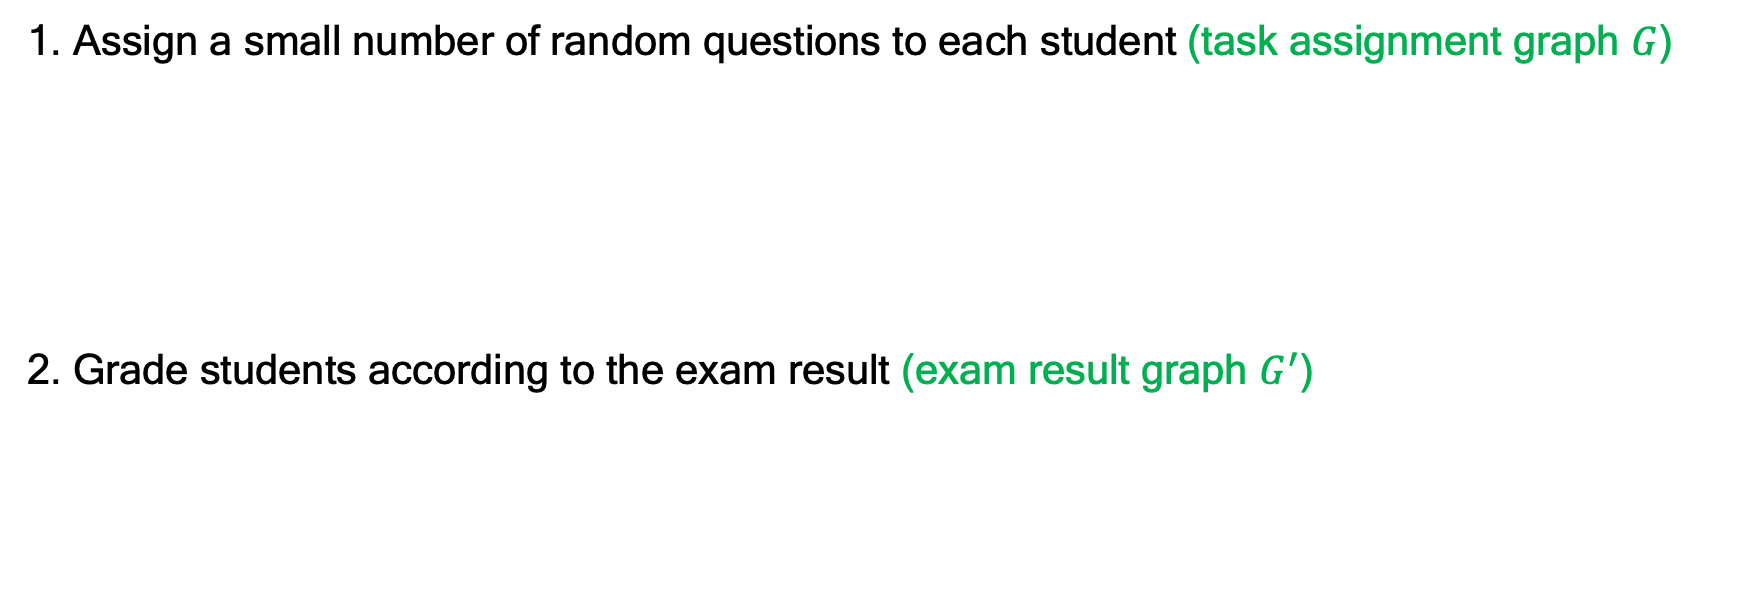 1. Assign a small number of random questions to each student (task assignment graph G)
2. Grade students according to the exam result (exam result graph G′)